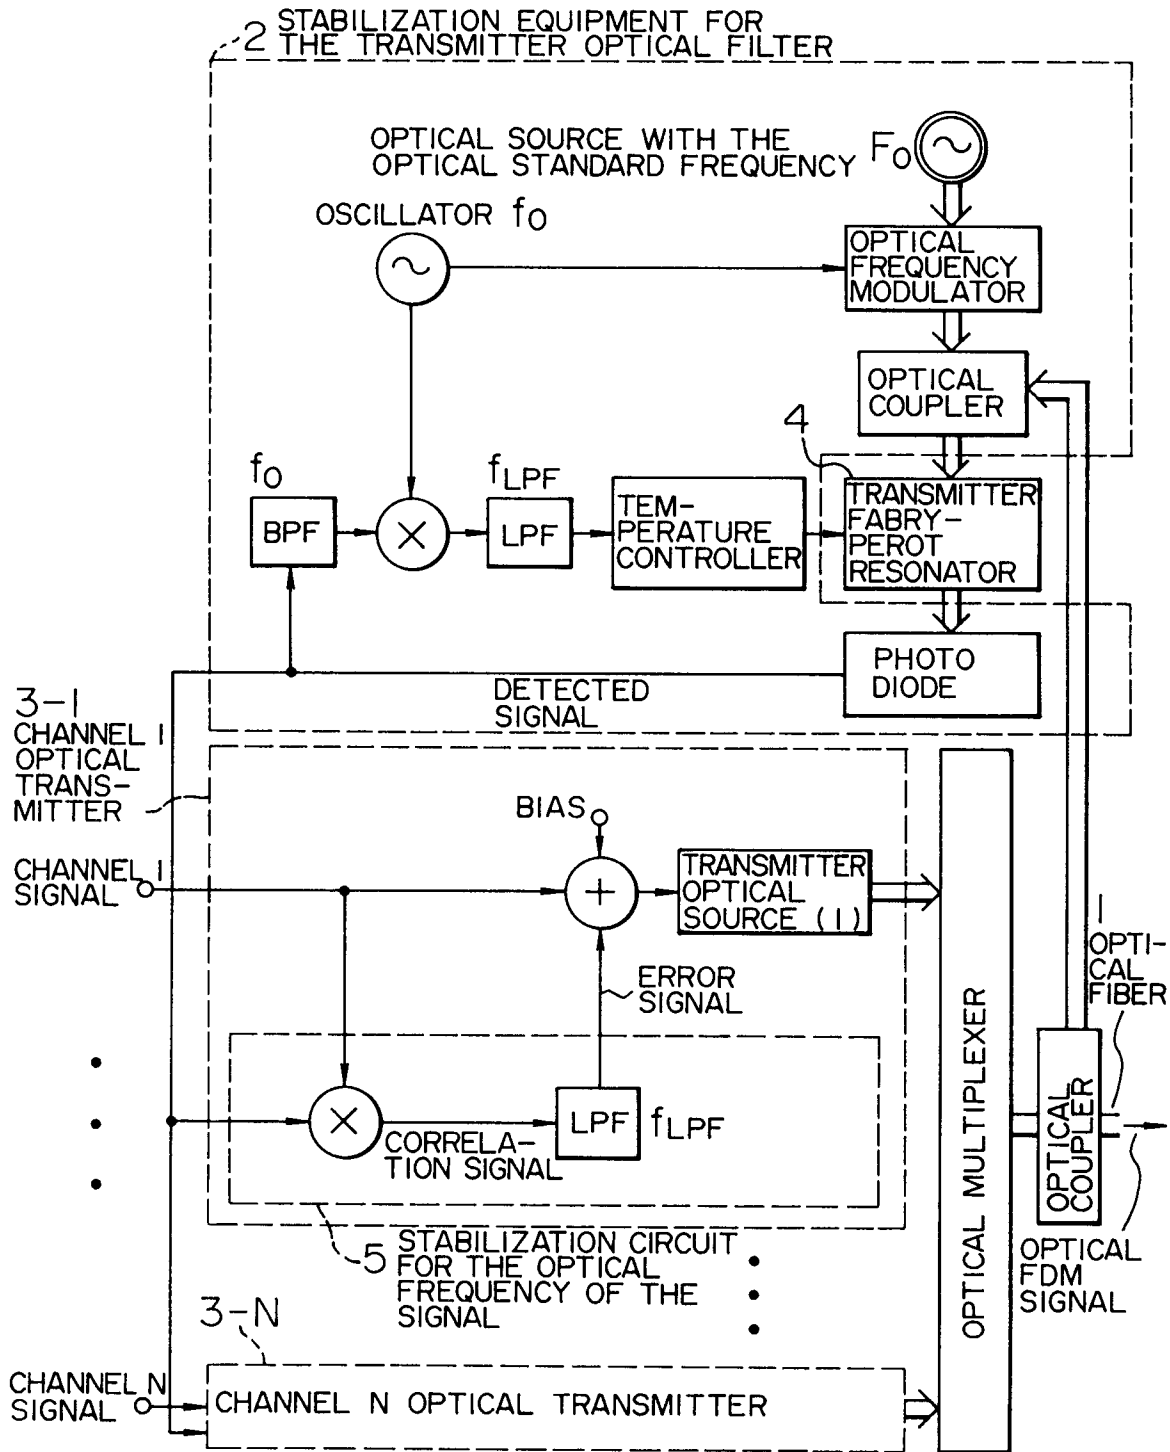 2 STABILIZATION EQUIPMENT FOR
THE TRANSMITTER OPTICAL FILTER
OPTICAL SOURCE WITH THE
OPTICAL STANDARD FREQUENCY
F0
OSCILLATOR f0
OPTICAL
FREQUENCY
MODULATOR
OPTICAL
COUPLER
4
f0
BPF
fLPF
LPF
TEM-
PERATURE
CONTROLLER
TRANSMITTER
FABRY-
PEROT
RESONATOR
PHOTO
DIODE
DETECTED
SIGNAL
3-1
CHANNEL 1
OPTICAL
TRANS-
MITTER
BIAS
CHANNEL 1
SIGNAL
TRANSMITTER
OPTICAL
SOURCE (1)
ERROR
SIGNAL
CORRELA-
TION SIGNAL
LPF
fLPF
5 STABILIZATION CIRCUIT
FOR THE OPTICAL
FREQUENCY OF THE
SIGNAL
OPTICAL MULTIPLEXER
1
OPTI-
CAL
FIBER
OPTICAL
COUPLER
OPTICAL
FDM
SIGNAL
3-N
CHANNEL N
SIGNAL
CHANNEL N OPTICAL TRANSMITTER